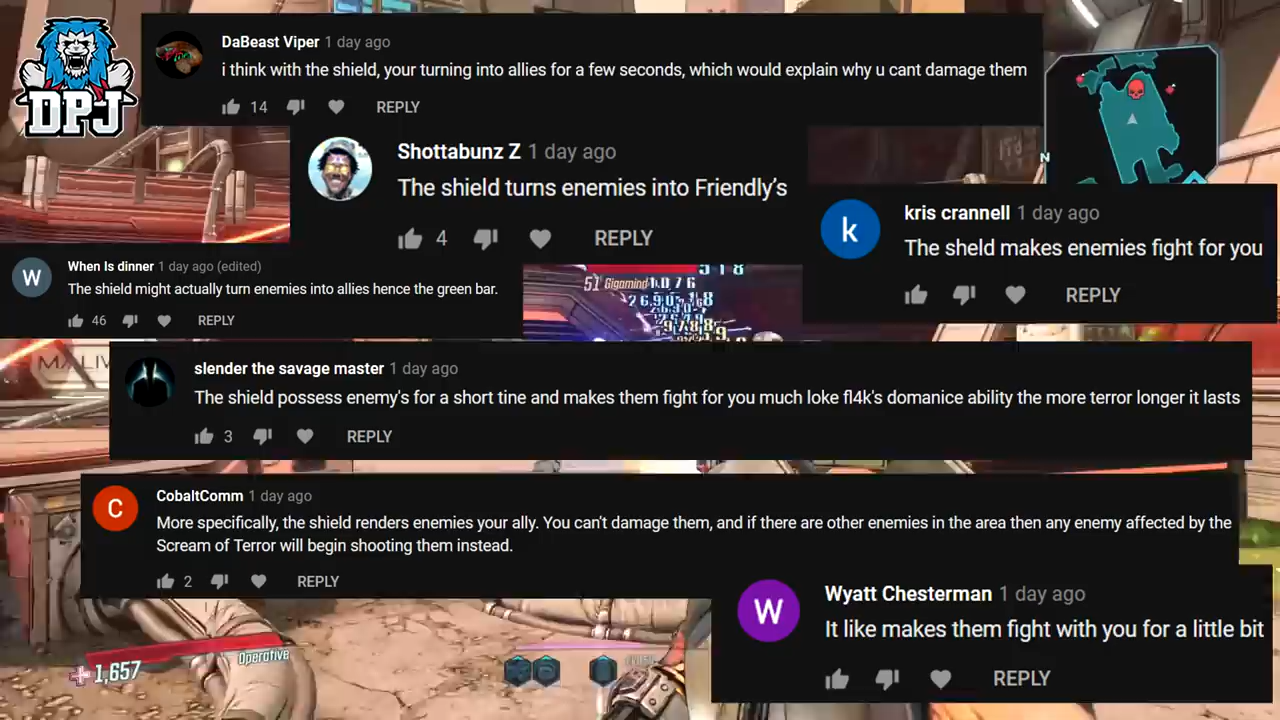 DPJ
DaBeast Viper 1 day ago
i think with the shield, your turning into allies for a few seconds, which would explain why u cant damage them
14 REPLY
Shottabunz Z 1 day ago
The shield turns enemies into Friendly’s
4 REPLY
N
k
kris crannell 1 day ago
The sheld makes enemies fight for you
REPLY
W
When Is dinner 1 day ago (edited)
The shield might actually turn enemies into allies hence the green bar.
46 REPLY
51 Gigamind
slender the savage master 1 day ago
The shield possess enemy's for a short tine and makes them fight for you much loke fl4k's domanice ability the more terror longer it lasts
3 REPLY
C
CobaltComm 1 day ago
More specifically, the shield renders enemies your ally. You can't damage them, and if there are other enemies in the area then any enemy affected by the
Scream of Terror will begin shooting them instead.
2 REPLY
W
Wyatt Chesterman 1 day ago
It like makes them fight with you for a little bit
REPLY
1,657
Operative